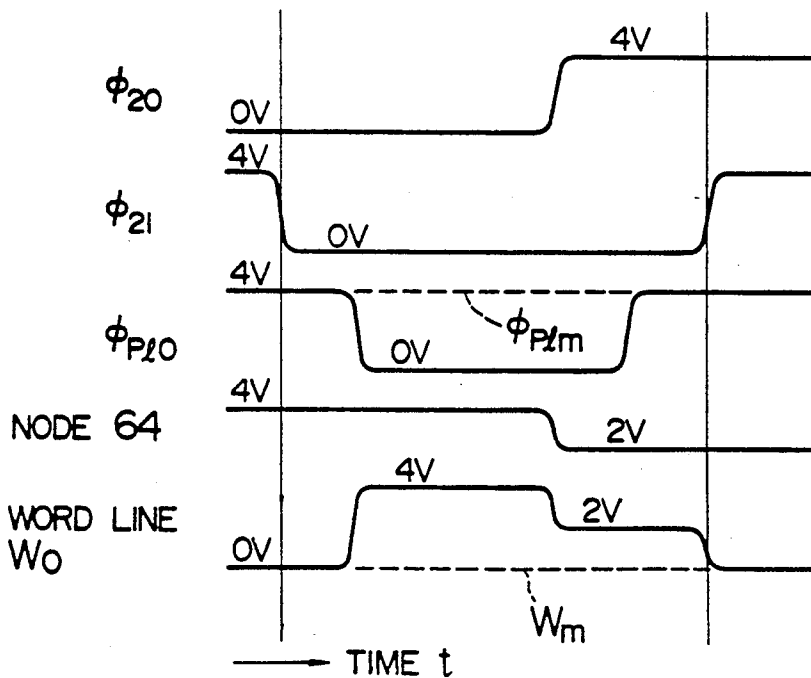 4V
ϕ20
0V
4V
ϕ21
0V
4V
ϕPℓ0
0V
ϕPℓm
4V
NODE 64
2V
4V
WORD LINE
W0
2V
0V
Wm
TIME t